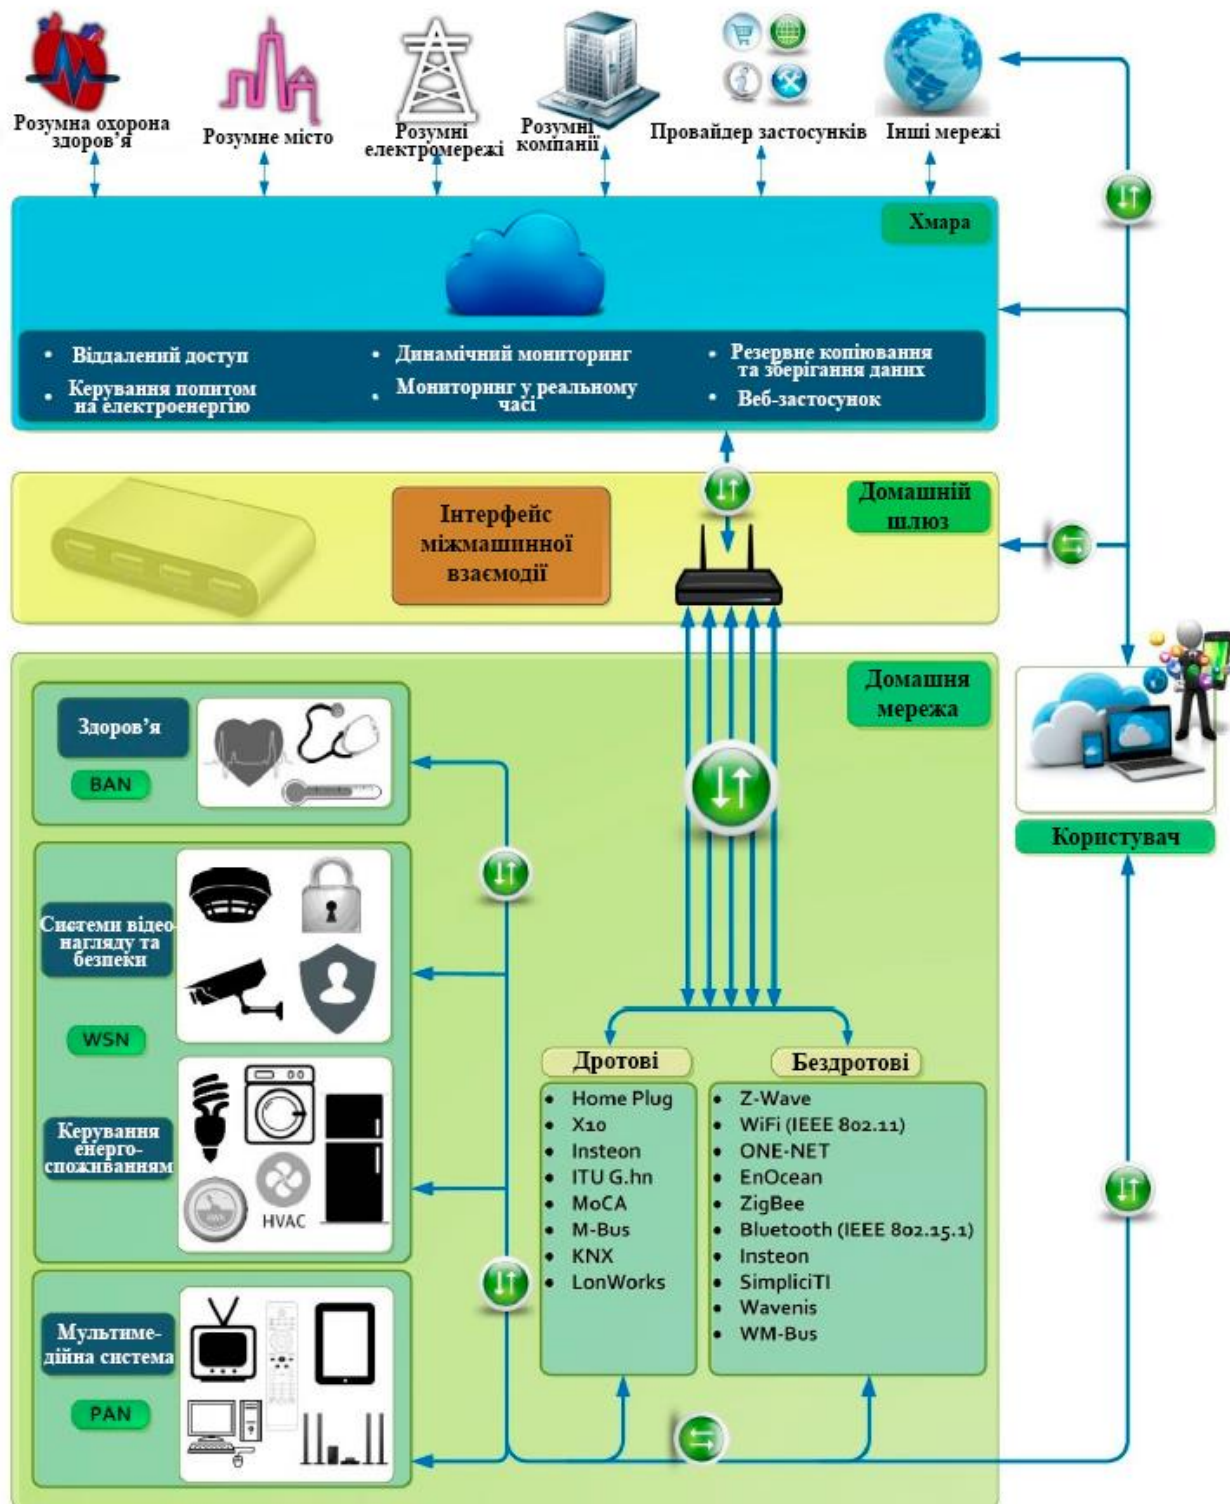 Розумна охорона
здоров’я
Розумне місто
Розумні
електромережі
Розумні
компанії
Провайдер застосунків
Інші мережі
Хмара
• Віддалений доступ
• Керування попитом
на електроенергію
• Динамічний мониторинг
• Мониторинг у реальному
часі
• Резервне копіювання
та зберігання даних
• Веб-застосунок
Інтерфейс
міжмашинної
взаємодії
Домашній
шлюз
Домашня
мережа
Здоров’я
BAN
Системи відео-
нагляду та
безпеки
WSN
Керування
енерго-
споживанням
HVAC
Мультиме-
дійна система
PAN
Дротові
• Home Plug
• X10
• Insteon
• ITU G.hn
• MoCA
• M-Bus
• KNX
• LonWorks
Бездротові
• Z-Wave
• WiFi (IEEE 802.11)
• ONE-NET
• EnOcean
• ZigBee
• Bluetooth (IEEE 802.15.1)
• Insteon
• SimpliciTI
• Wavenis
• WM-Bus
Користувач